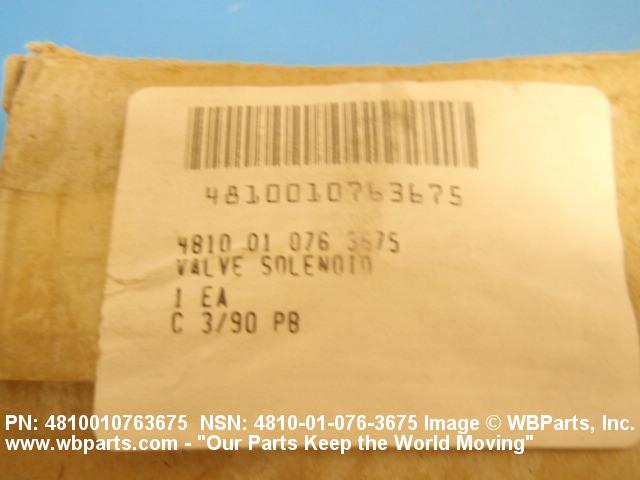 4810010763675
4810 01 076 3675
VALVE SOLENOID
1 EA
C 3/90 PB
PN: 4810010763675 NSN: 4810-01-076-3675 Image © WBParts, Inc.
www.wbparts.com - "Our Parts Keep the World Moving"